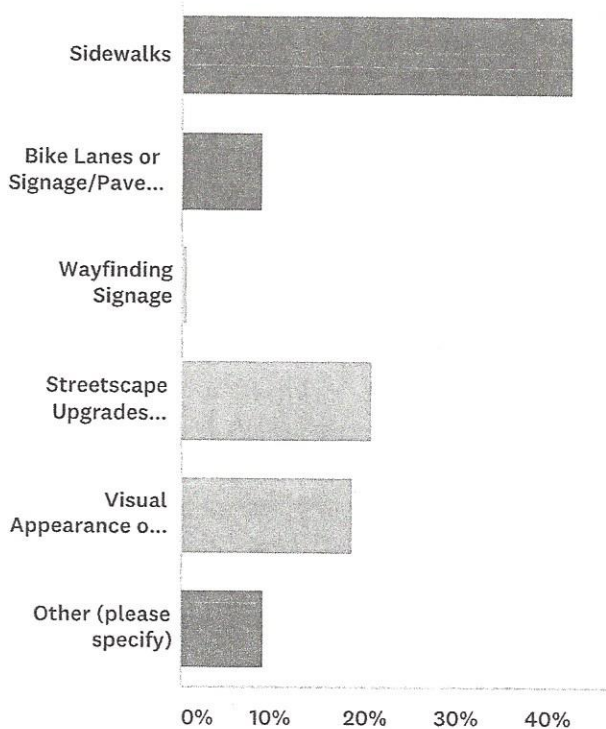 Sidewalks
Bike Lanes or
Signage/Pave...
Wayfinding
Signage
Streetscape
Upgrades...
Visual
Appearance o...
Other (please
specify)
0% 10% 20% 30% 40%